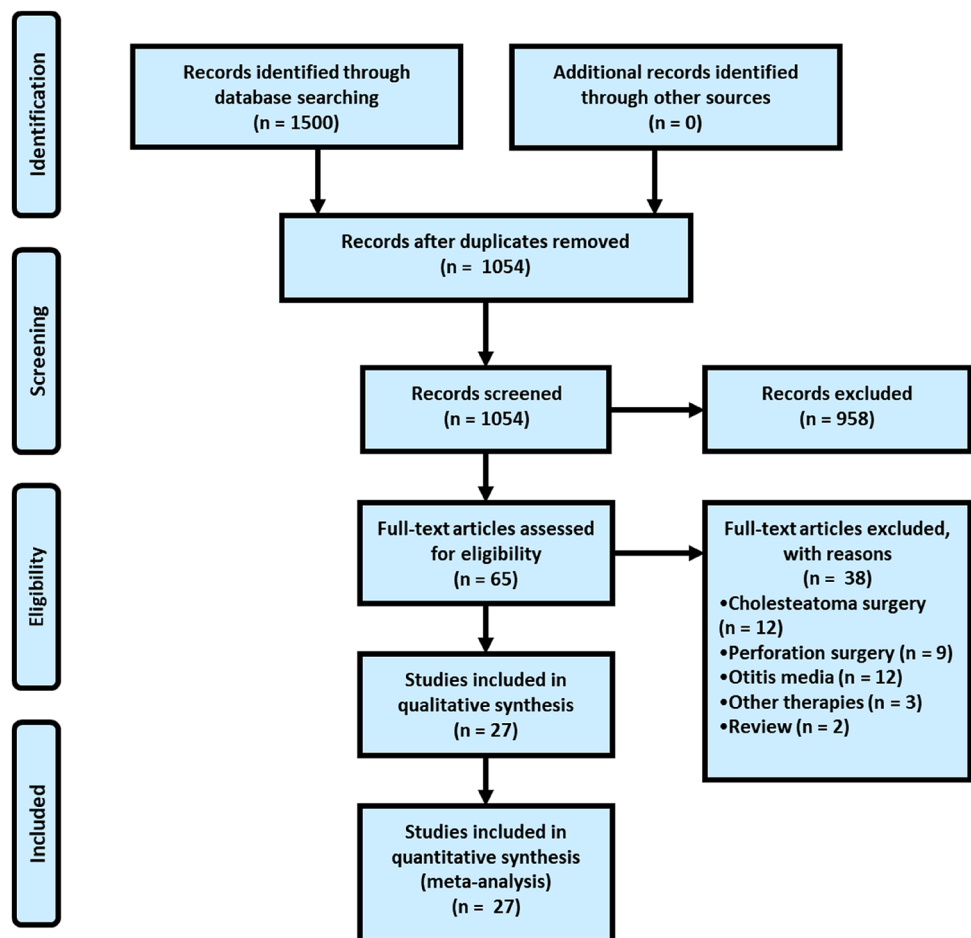 Identification
Records identified through
database searching
(n = 1500)
Additional records identified
through other sources
(n = 0)
Records after duplicates removed
(n = 1054)
Screening
Records screened
(n = 1054)
Records excluded
(n = 958)
Eligibility
Full-text articles assessed
for eligibility
(n = 65)
Full-text articles excluded,
with reasons
(n = 38)
•Cholesteatoma surgery
(n = 12)
•Perforation surgery (n = 9)
•Otitis media (n = 12)
•Other therapies (n = 3)
•Review (n = 2)
Studies included in
qualitative synthesis
(n = 27)
Included
Studies included in
quantitative synthesis
(meta-analysis)
(n = 27)